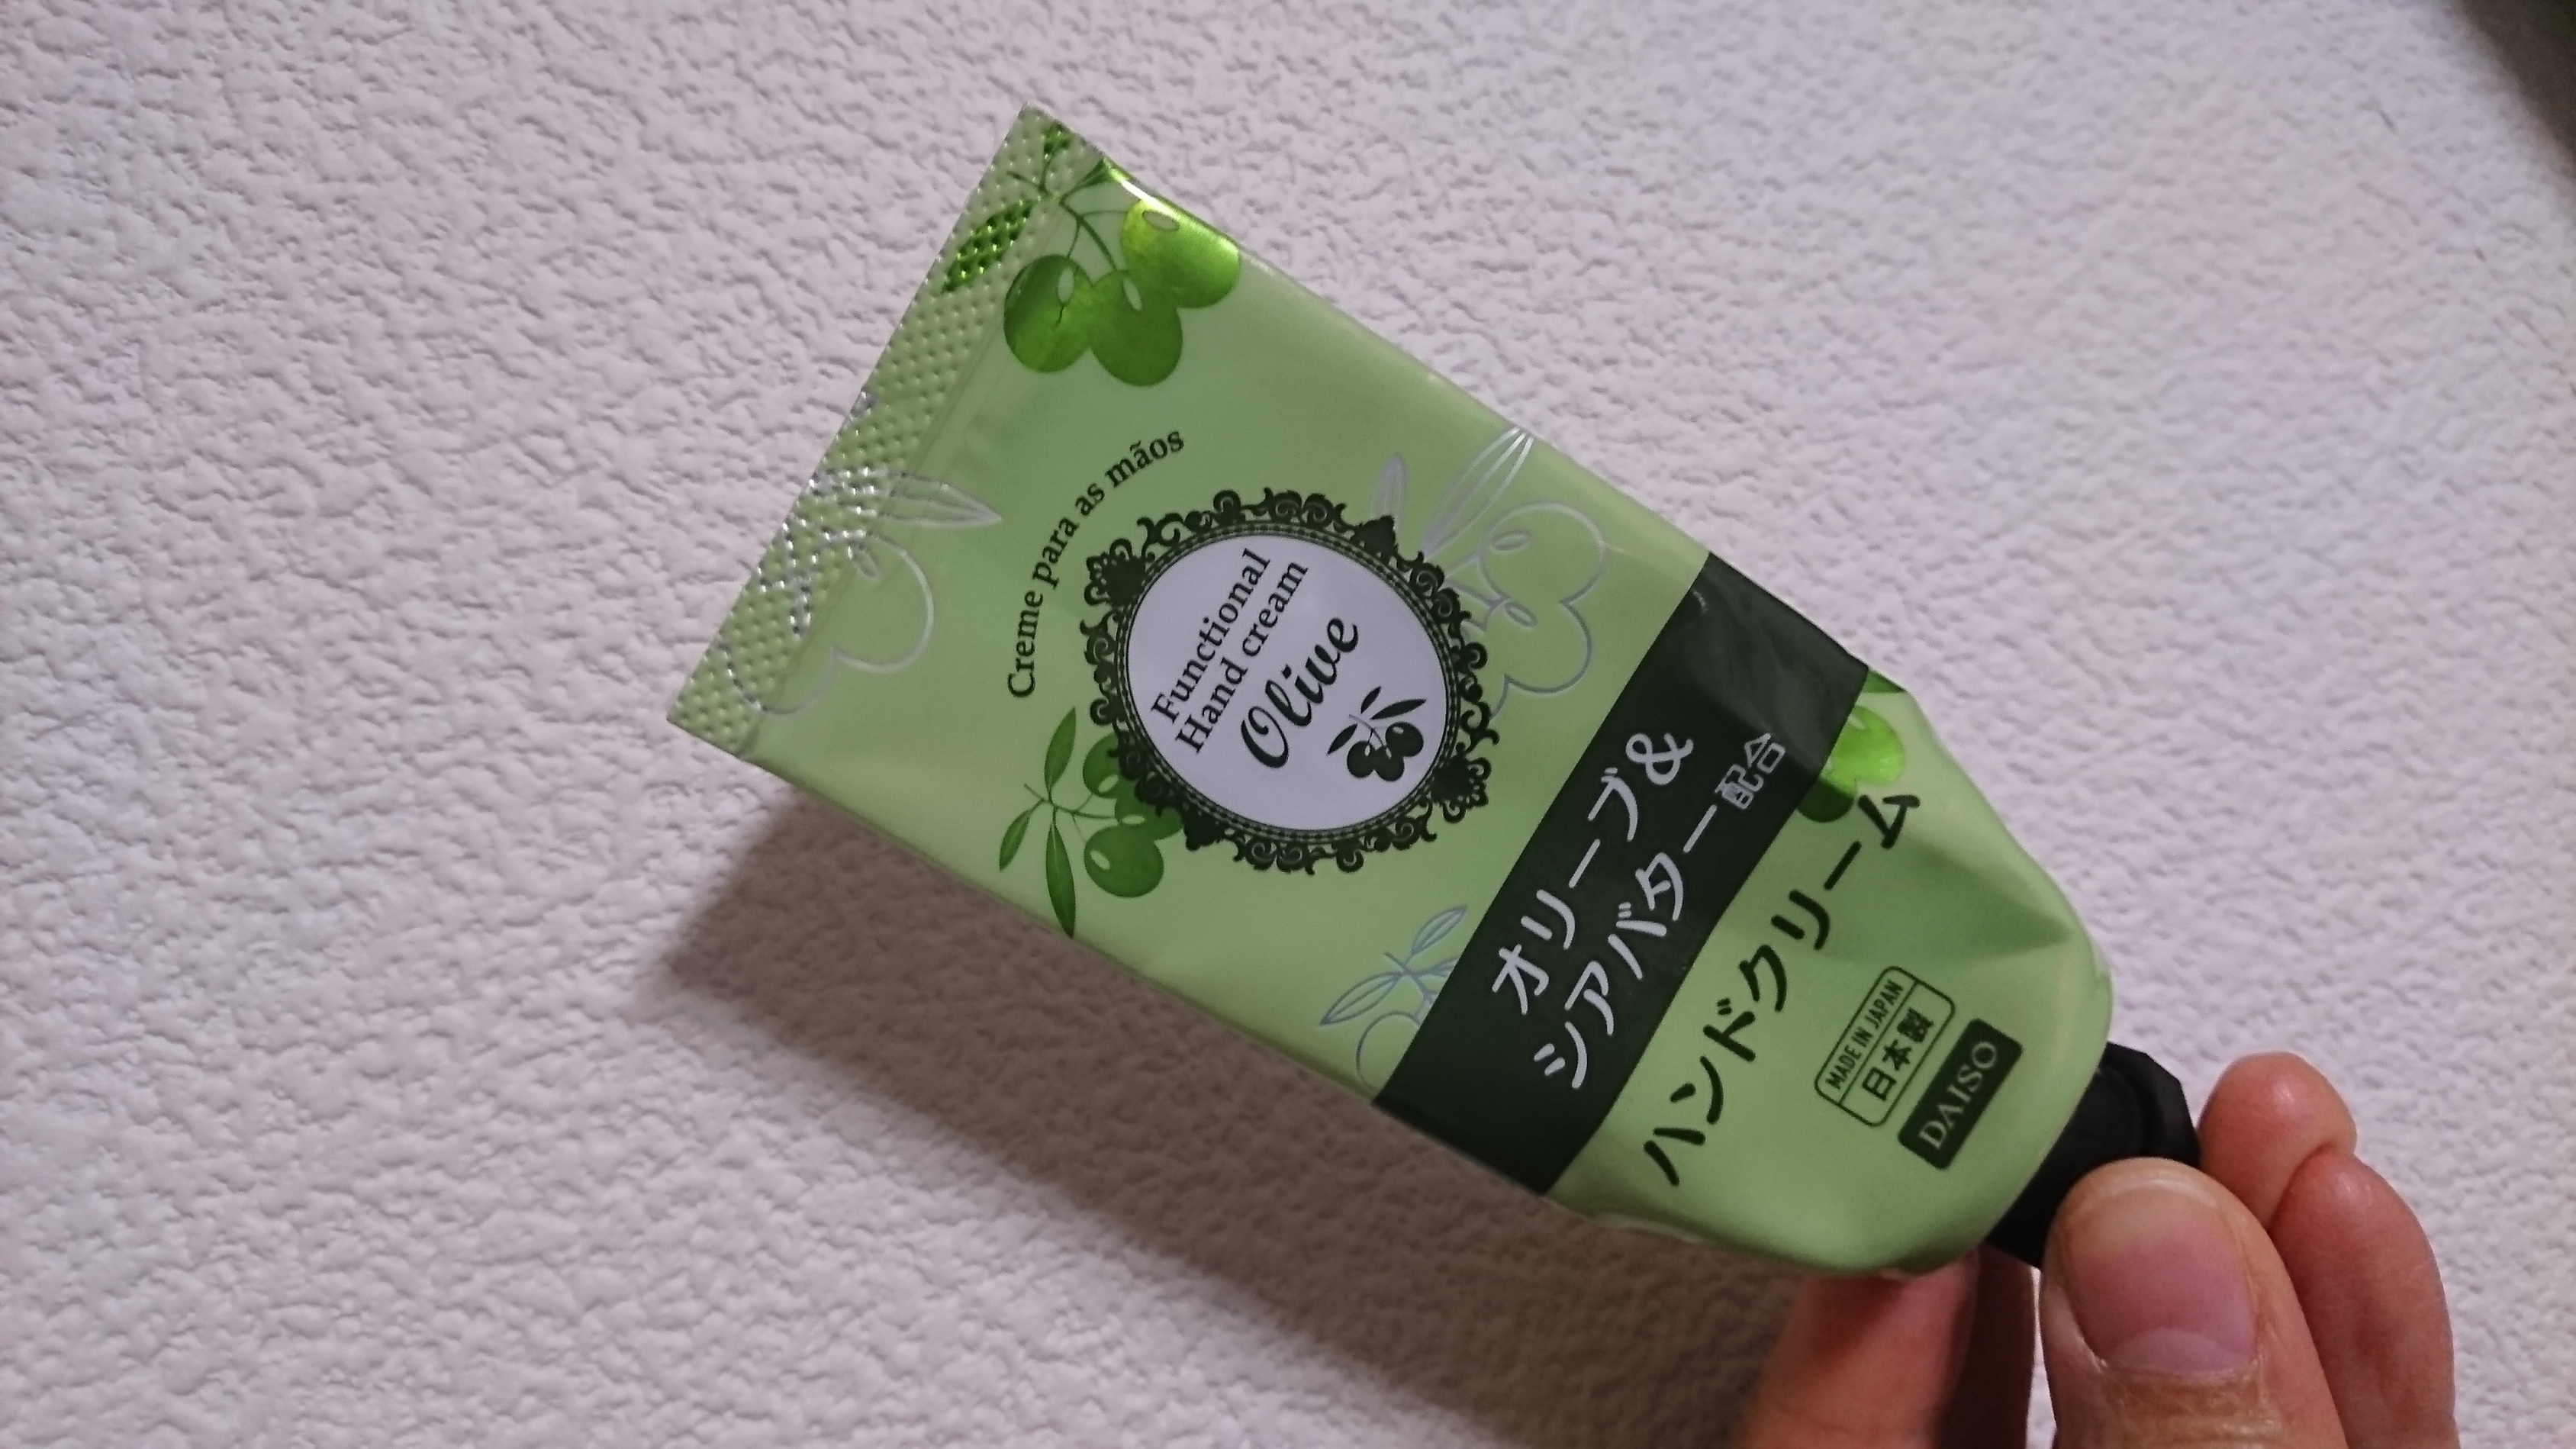 Creme para as mãos
Functional
Hand cream
Olive
オリーブ&
シアバター配合
ハンドクリーム
MADE IN JAPAN
日本製
DAISO